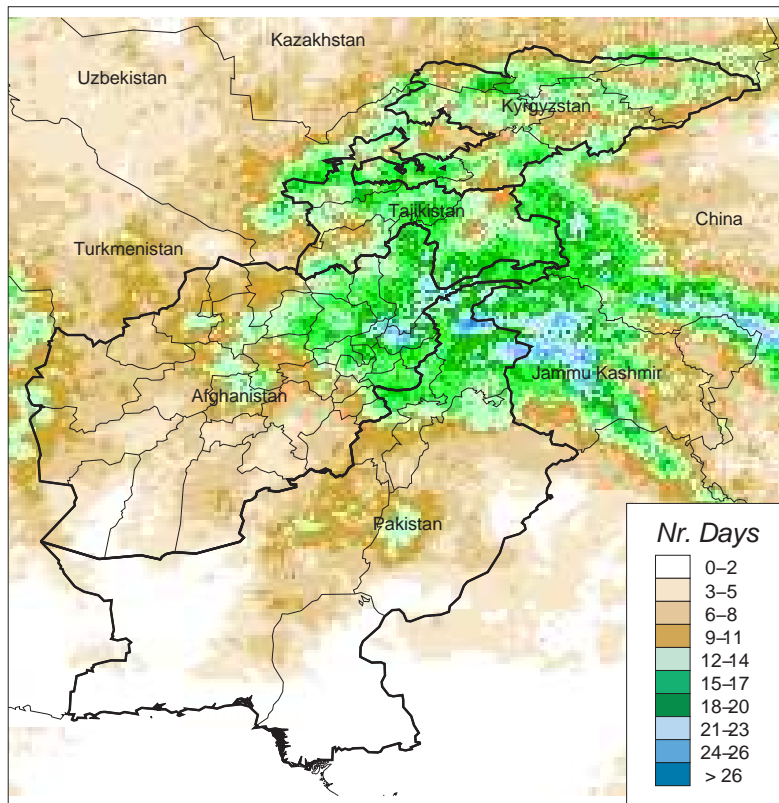 Kazakhstan
Uzbekistan
Kyrgyzstan
Tajikistan
China
Turkmenistan
Jammu Kashmir
Afghanistan
Pakistan
Nr. Days
0–2
3–5
6–8
9–11
12–14
15–17
18–20
21–23
24–26
> 26